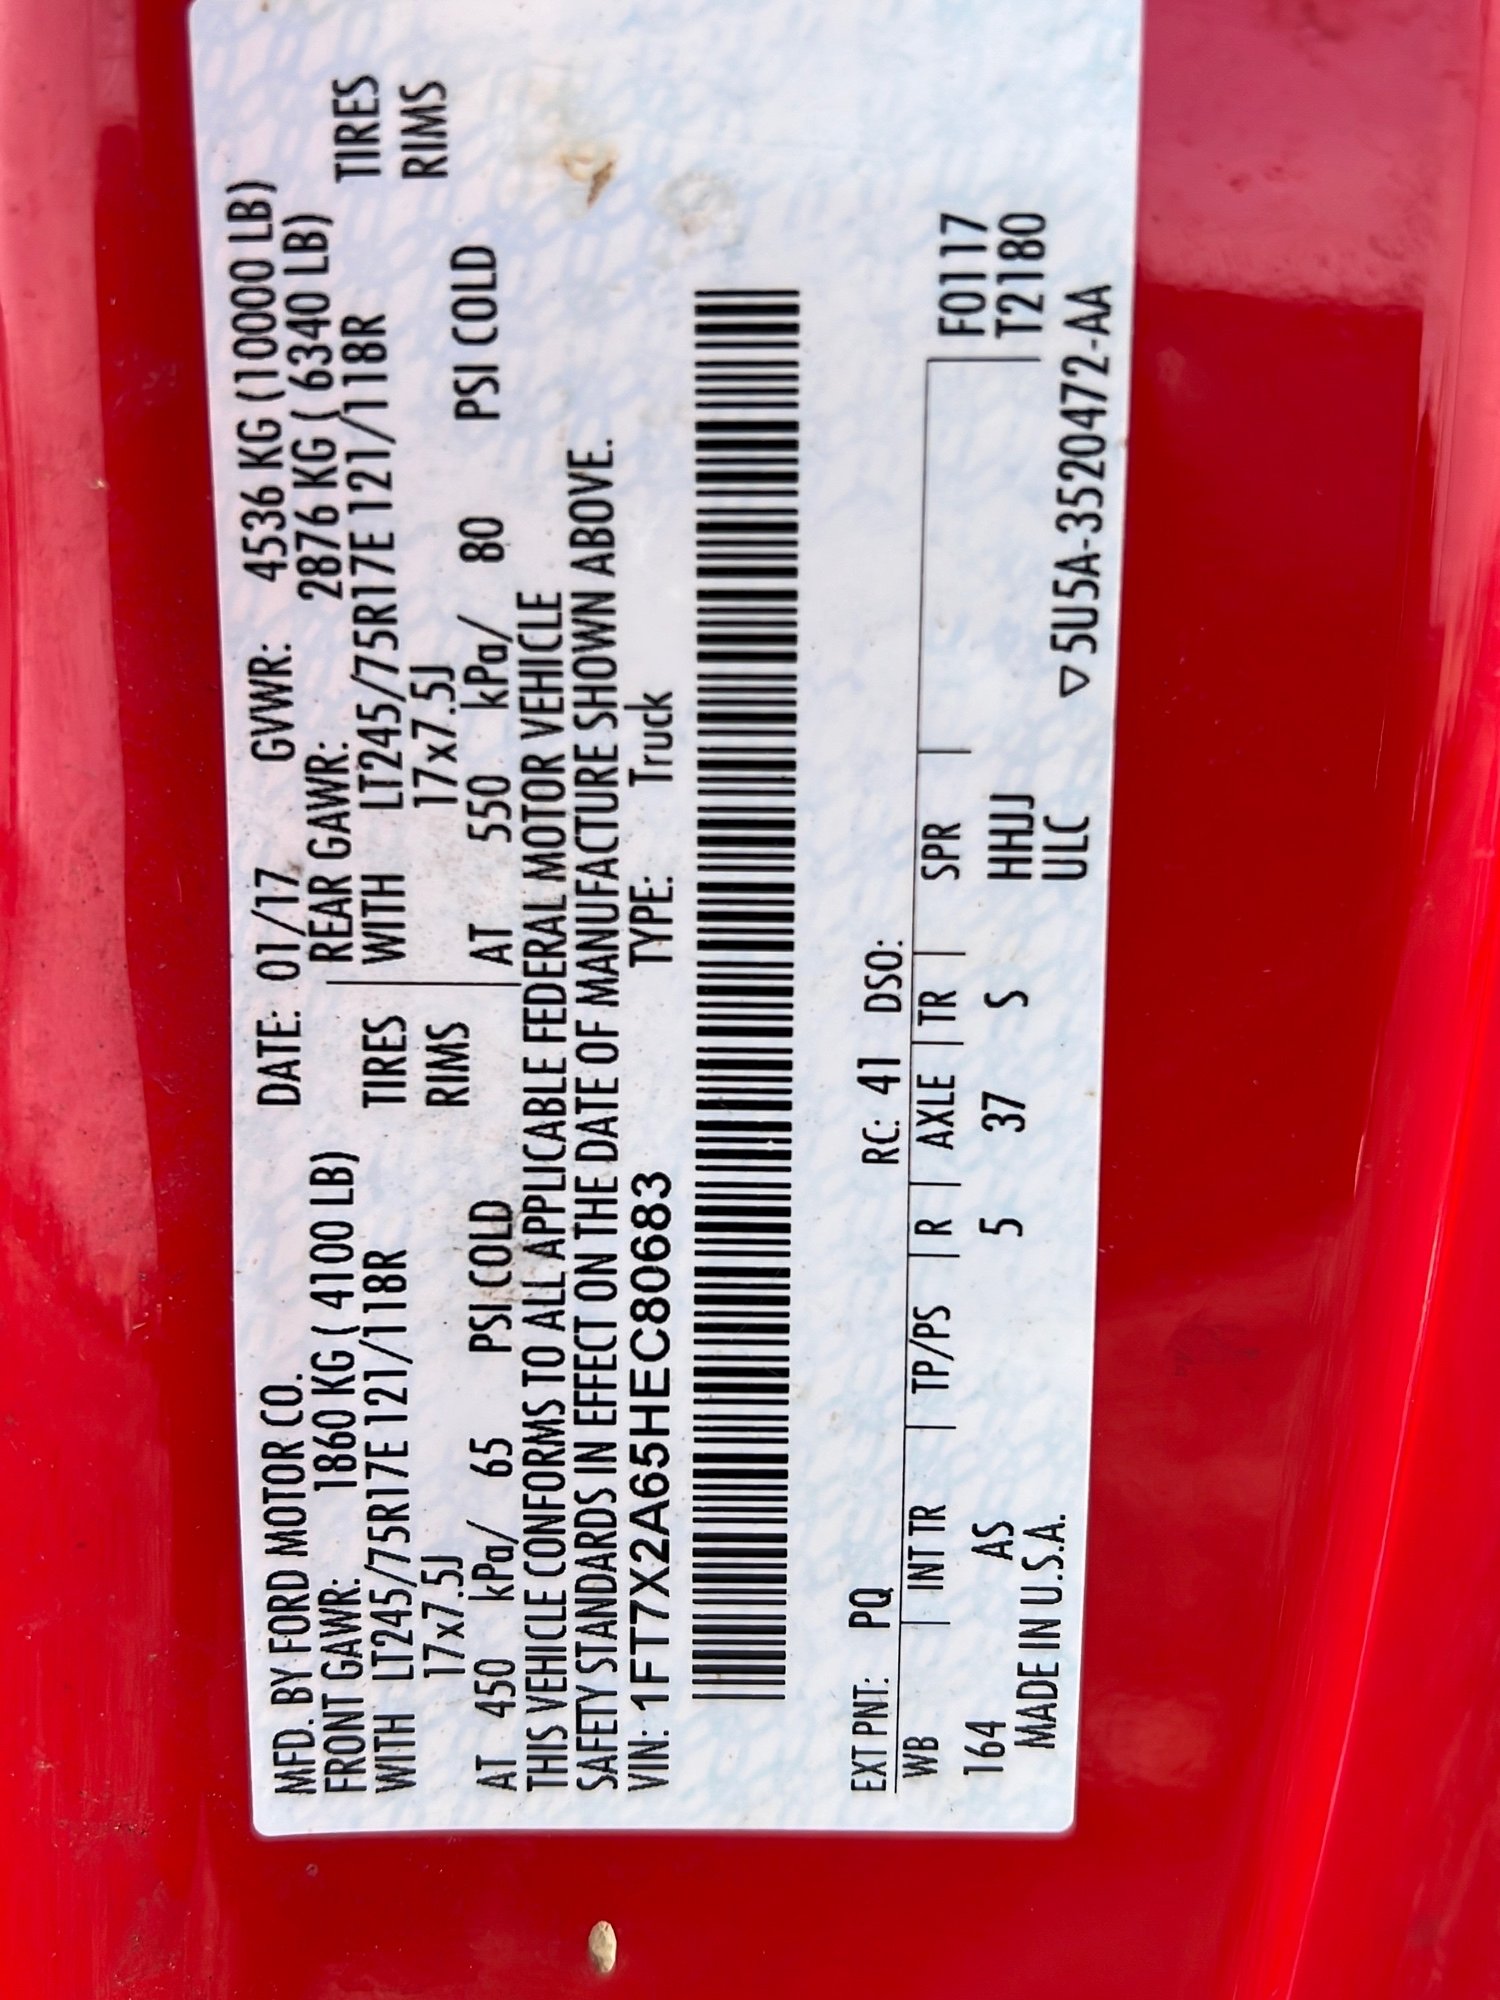 MFD. BY FORD MOTOR CO. DATE: 01/17 GVWR: 4536 KG (10000 LB)
FRONT GAWR: 1860 KG ( 4100 LB) REAR GAWR: 2876 KG ( 6340 LB)
WITH LT245/75R17E 121/118R TIRES WITH LT245/75R17E 121/118R TIRES
17x7.5J RIMS 17x7.5J RIMS
AT 450 kPa/ 65 PSI COLD AT 550 kPa/ 80 PSI COLD
THIS VEHICLE CONFORMS TO ALL APPLICABLE FEDERAL MOTOR VEHICLE
SAFETY STANDARDS IN EFFECT ON THE DATE OF MANUFACTURE SHOWN ABOVE.
VIN: 1FT7X2A65HEC80683 TYPE: Truck
EXT PNT: PQ RC: 41 DSO:
WB INT TR TP/PS R AXLE TR SPR F0117
164 AS 5 37 S HHJJ T2180
MADE IN U.S.A. ULC
▽5U5A-3520472-AA